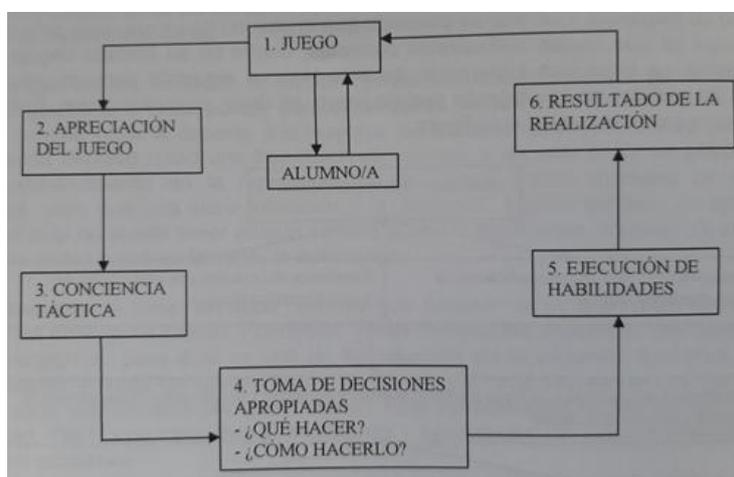 1. JUEGO
ALUMNO/A
2. APRECIACIÓN
DEL JUEGO
3. CONCIENCIA
TÁCTICA
4. TOMA DE DECISIONES
APROPIADAS
- ¿QUÉ HACER?
- ¿CÓMO HACERLO?
5. EJECUCIÓN DE
HABILIDADES
6. RESULTADO DE LA
REALIZACIÓN